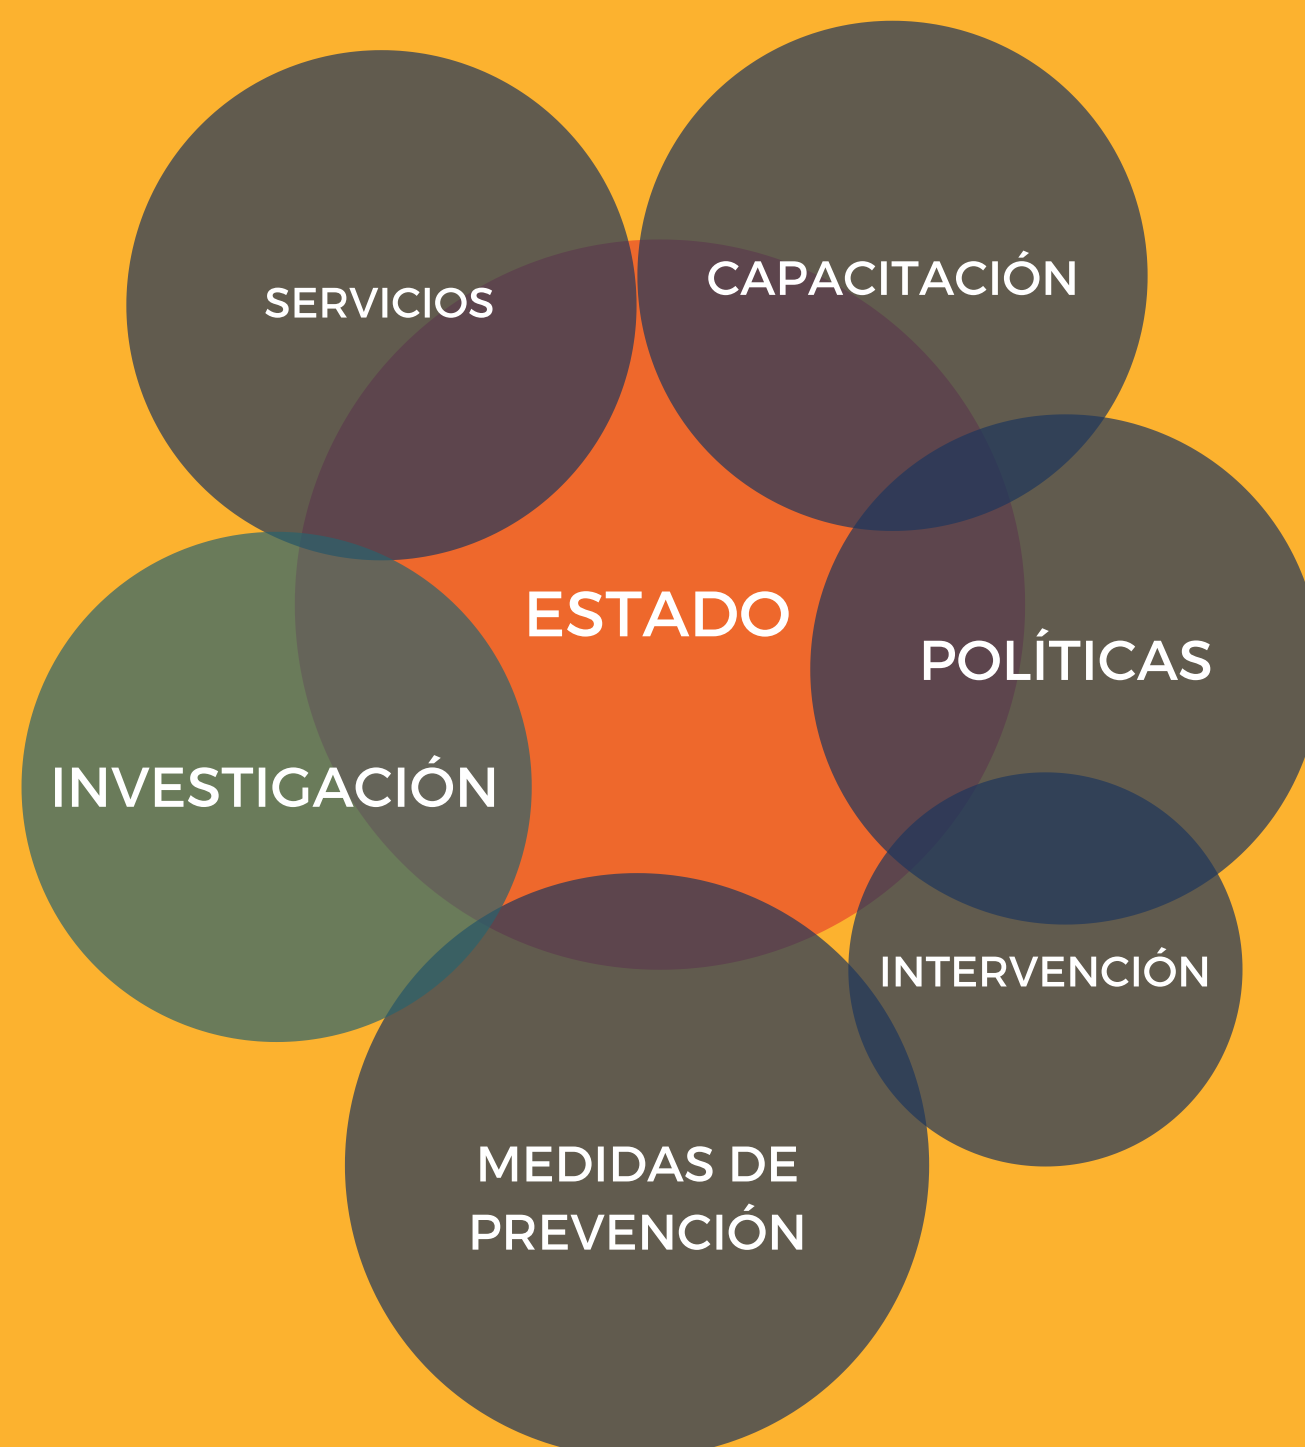 SERVICIOS
CAPACITACIÓN
ESTADO
POLÍTICAS
INVESTIGACIÓN
INTERVENCIÓN
MEDIDAS DE
PREVENCIÓN